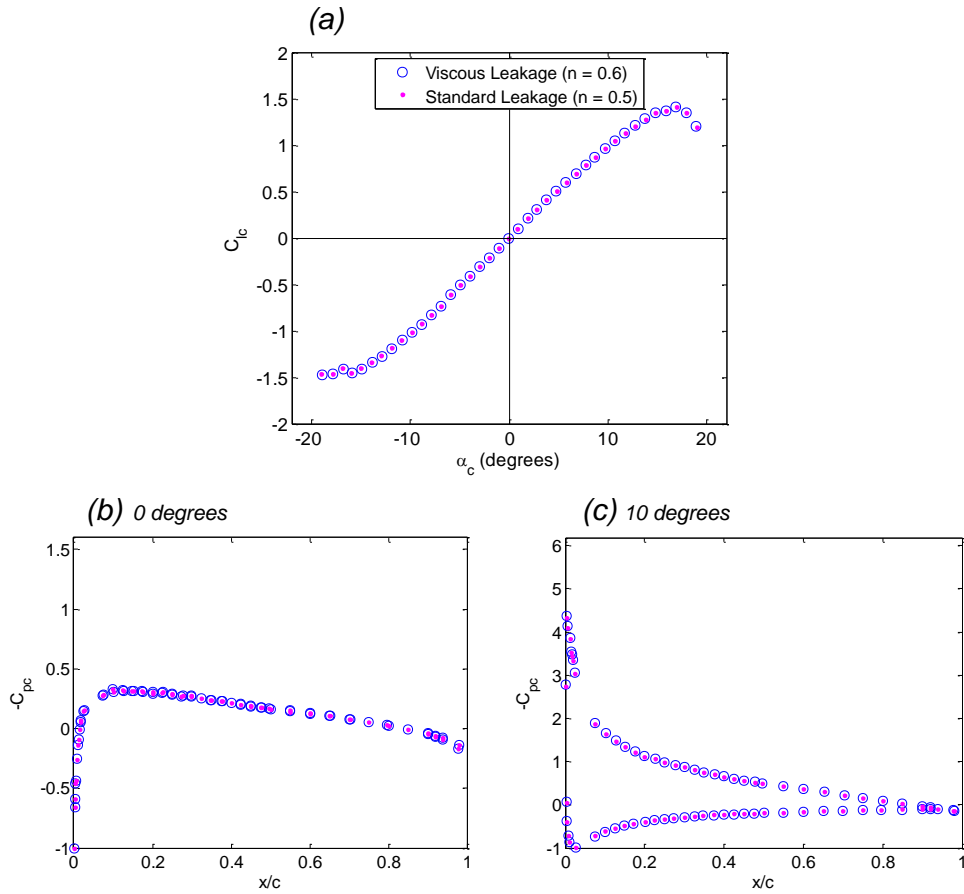 (a)
2
1.5
1
0.5
0
-0.5
-1
-1.5
-2
Viscous Leakage (n = 0.6)
Standard Leakage (n = 0.5)
C_lc
-20 -10 0 10 20
α_c (degrees)
(b) 0 degrees
1.5
1
0.5
0
-0.5
-1
-C_pc
0 0.2 0.4 0.6 0.8 1
x/c
(c) 10 degrees
6
5
4
3
2
1
0
-1
-C_pc
0 0.2 0.4 0.6 0.8 1
x/c